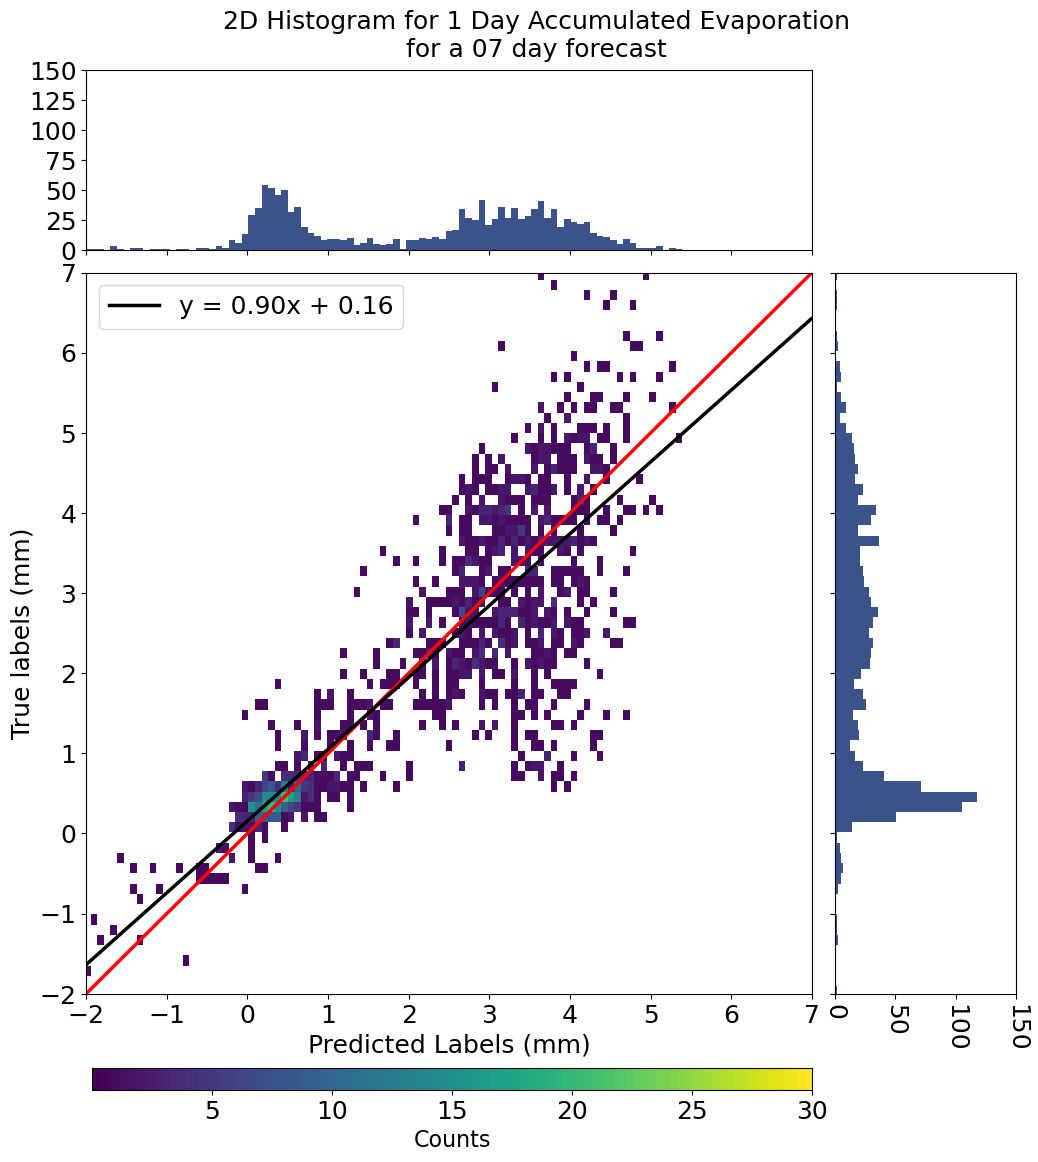 2D Histogram for 1 Day Accumulated Evaporation
for a 07 day forecast
150
125
100
75
50
25
0
7
6
5
4
3
2
1
0
−1
−2
y = 0.90x + 0.16
True labels (mm)
−2 −1 0 1 2 3 4 5 6 7
Predicted Labels (mm)
0 50 100 150
5 10 15 20 25 30
Counts